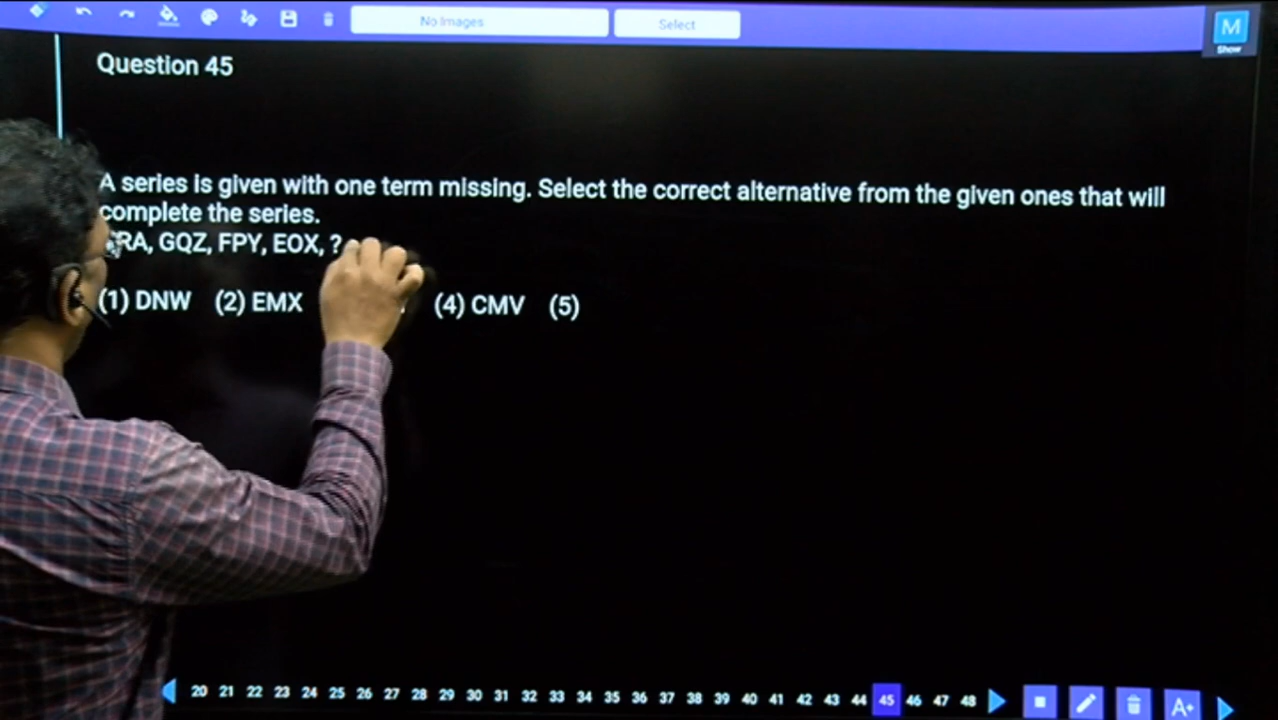 No Images
Select
M
Show
Question 45
A series is given with one term missing. Select the correct alternative from the given ones that will
complete the series.
GQZ, FPY, EOX, ?
(1) DNW (2) EMX (4) CMV (5)
20 21 22 23 24 25 26 27 28 29 30 31 32 33 34 35 36 37 38 39 40 41 42 43 44 45 46 47 48
A+